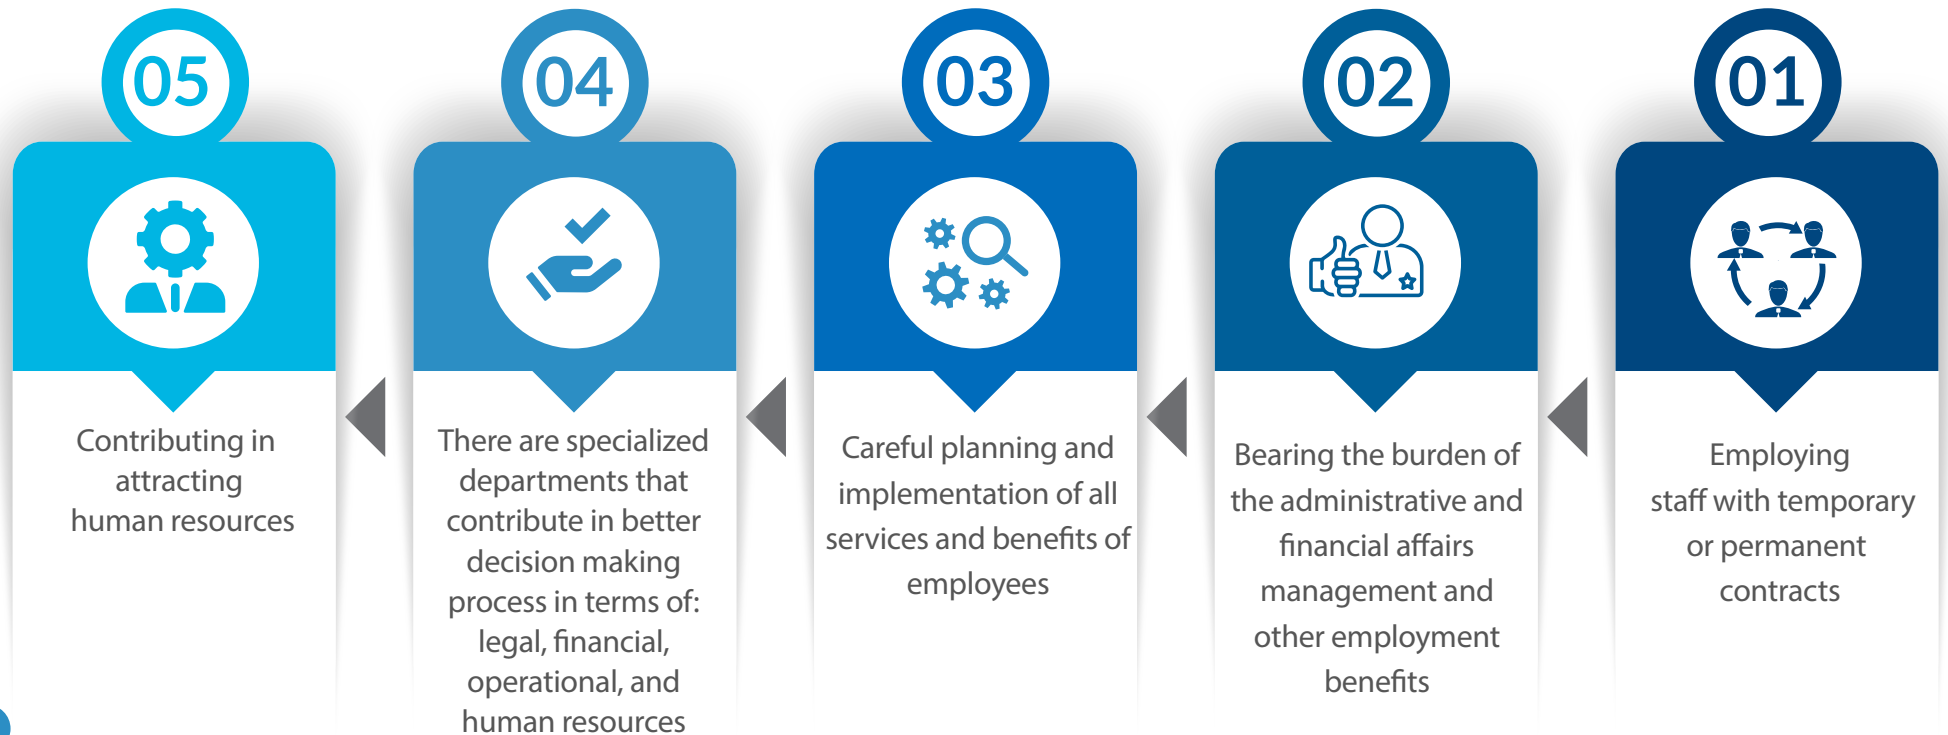 01
Employing
staff with temporary
or permanent
contracts
02
Bearing the burden of
the administrative and
financial affairs
management and
other employment
benefits
03
Careful planning and
implementation of all
services and benefits of
employees
04
There are specialized
departments that
contribute in better
decision making
process in terms of:
legal, financial,
operational, and
human resources
05
Contributing in
attracting
human resources